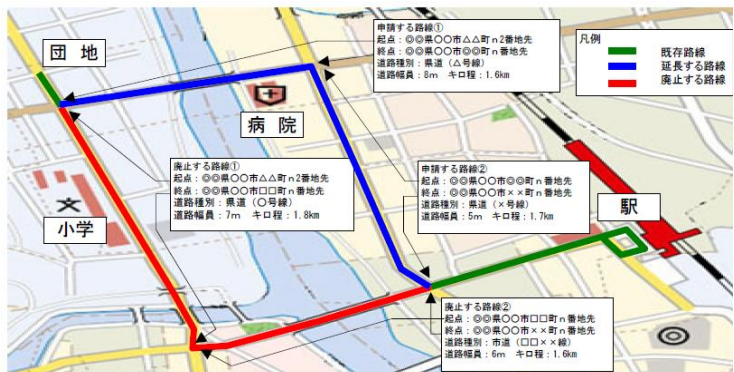 申請する路線①
起点:◎◎県○○市△△町n2番地先
終点:◎◎県○○市◎◎町n番地先
道路種別:県道(△号線)
道路幅員:8m キロ程:1.6km
凡例
既存路線
延長する路線
廃止する路線
団地
病院
廃止する路線①
起点:◎◎県○○市△△町n2番地先
終点:◎◎県○○市□□町n番地先
道路種別:県道(○号線)
道路幅員:7m キロ程:1.8km
申請する路線②
起点:◎◎県○○市◎◎町n番地先
終点:◎◎県○○市××町n番地先
道路種別:県道(×号線)
道路幅員:5m キロ程:1.7km
駅
小学
廃止する路線②
起点:◎◎県○○市□□町n番地先
終点:◎◎県○○市××町n番地先
道路種別:市道(□□××線)
道路幅員:6m キロ程:1.6km